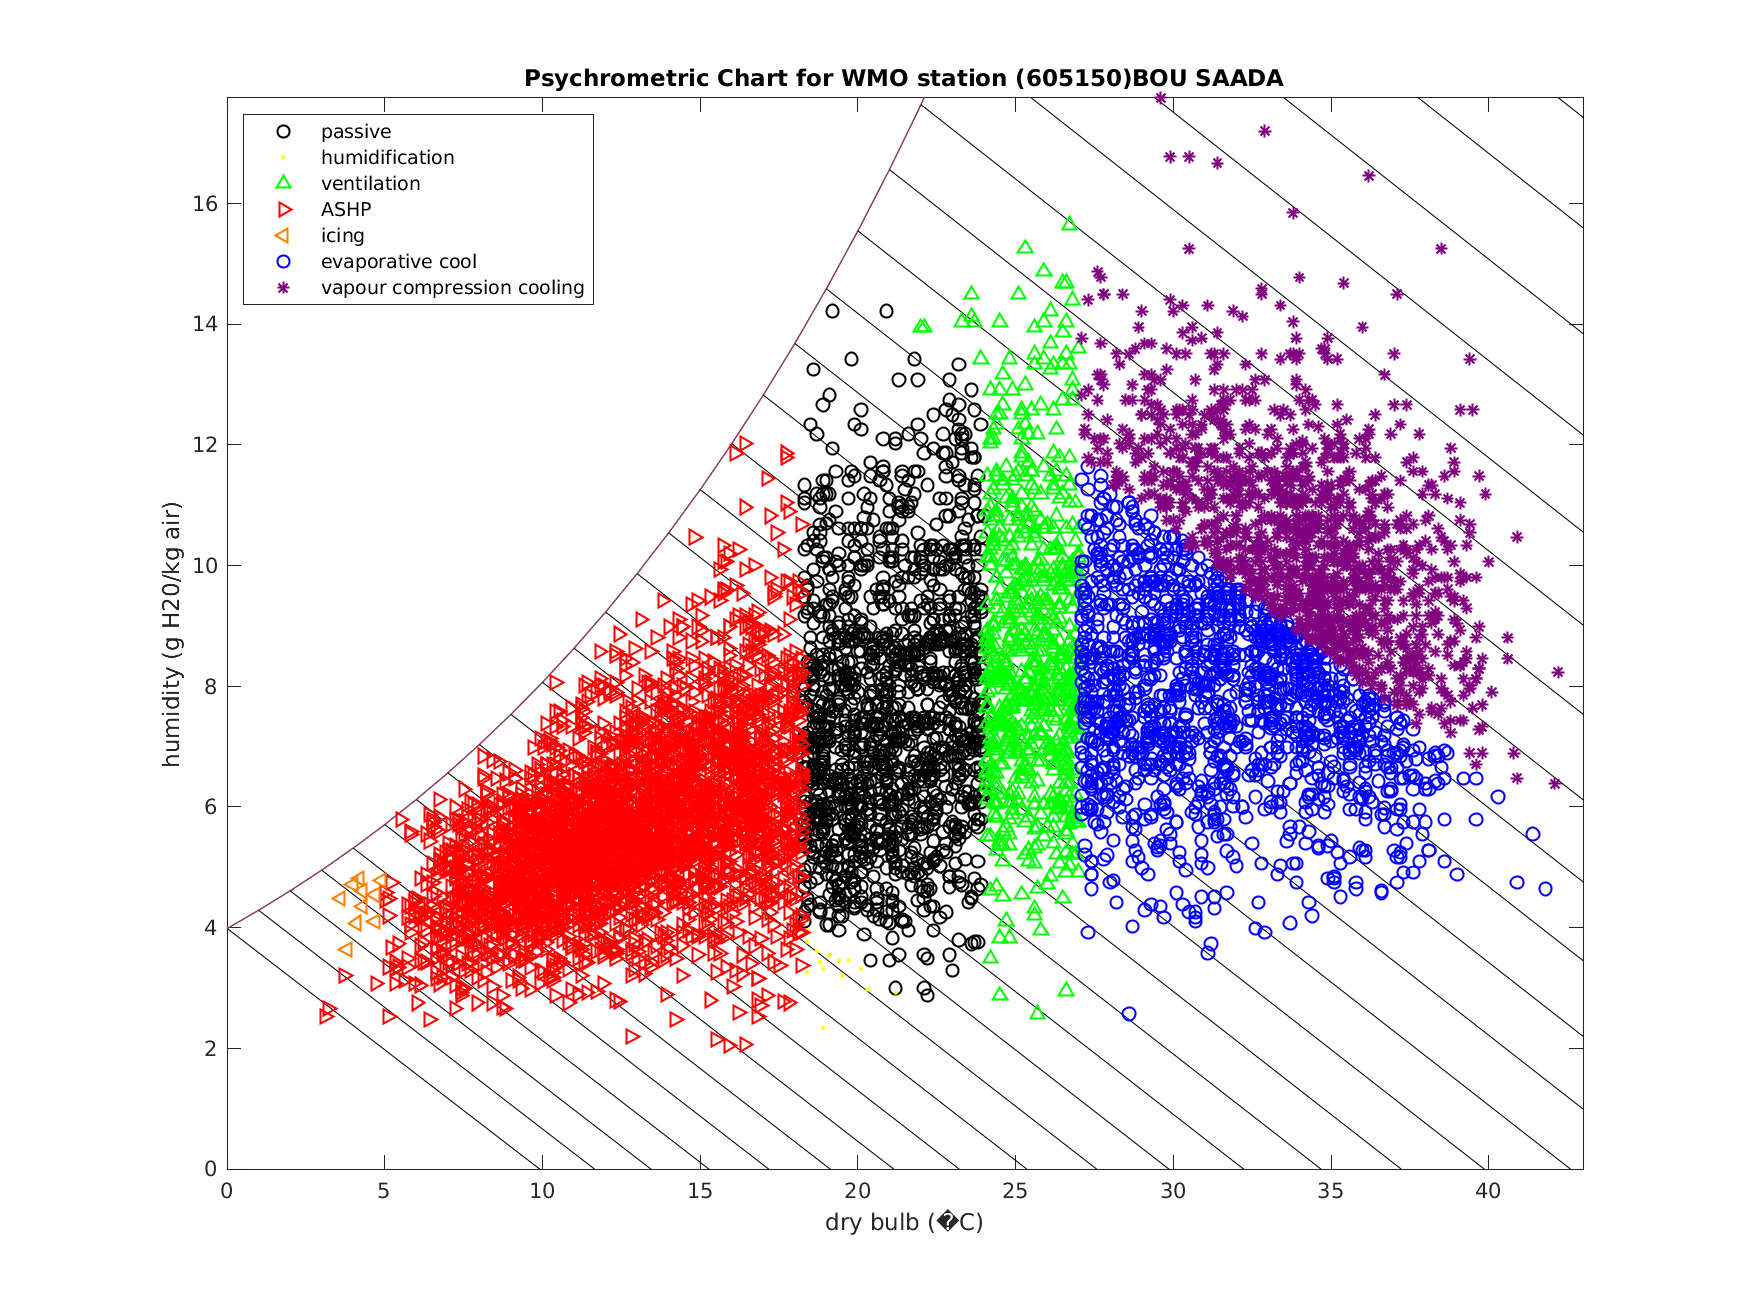 Psychrometric Chart for WMO station (605150)BOU SAADA
passive
humidification
ventilation
ASHP
icing
evaporative cool
vapour compression cooling
humidity (g H20/kg air)
16
14
12
10
8
6
4
2
0
0 5 10 15 20 25 30 35 40
dry bulb (�C)